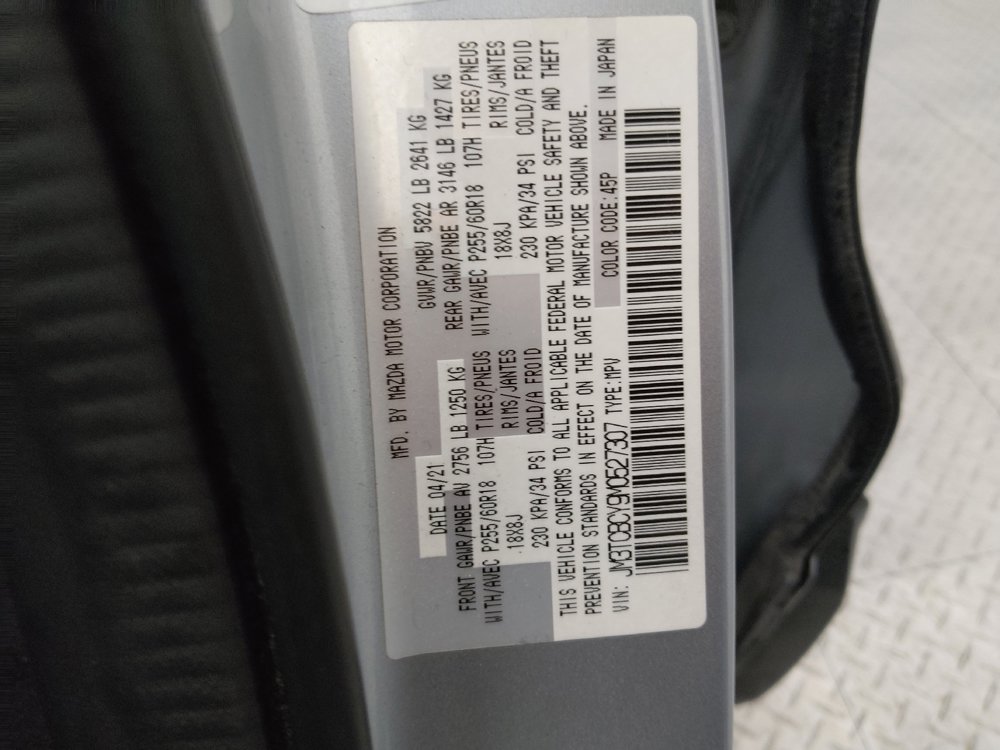 MFD. BY MAZDA MOTOR CORPORATION
DATE 04/21 GVWR/PNBV 5822 LB 2641 KG
FRONT GAWR/PNBE AV 2756 LB 1250 KG REAR GAWR/PNBE AR 3146 LB 1427 KG
WITH/AVEC P255/60R18 107H TIRES/PNEUS WITH/AVEC P255/60R18 107H TIRES/PNEUS
18X8J RIMS/JANTES 18X8J RIMS/JANTES
230 KPA/34 PSI COLD/A FROID 230 KPA/34 PSI COLD/A FROID
THIS VEHICLE CONFORMS TO ALL APPLICABLE FEDERAL MOTOR VEHICLE SAFETY AND THEFT
PREVENTION STANDARDS IN EFFECT ON THE DATE OF MANUFACTURE SHOWN ABOVE.
VIN: JM3TCBCY9M0527307 TYPE:MPV COLOR CODE:45P MADE IN JAPAN